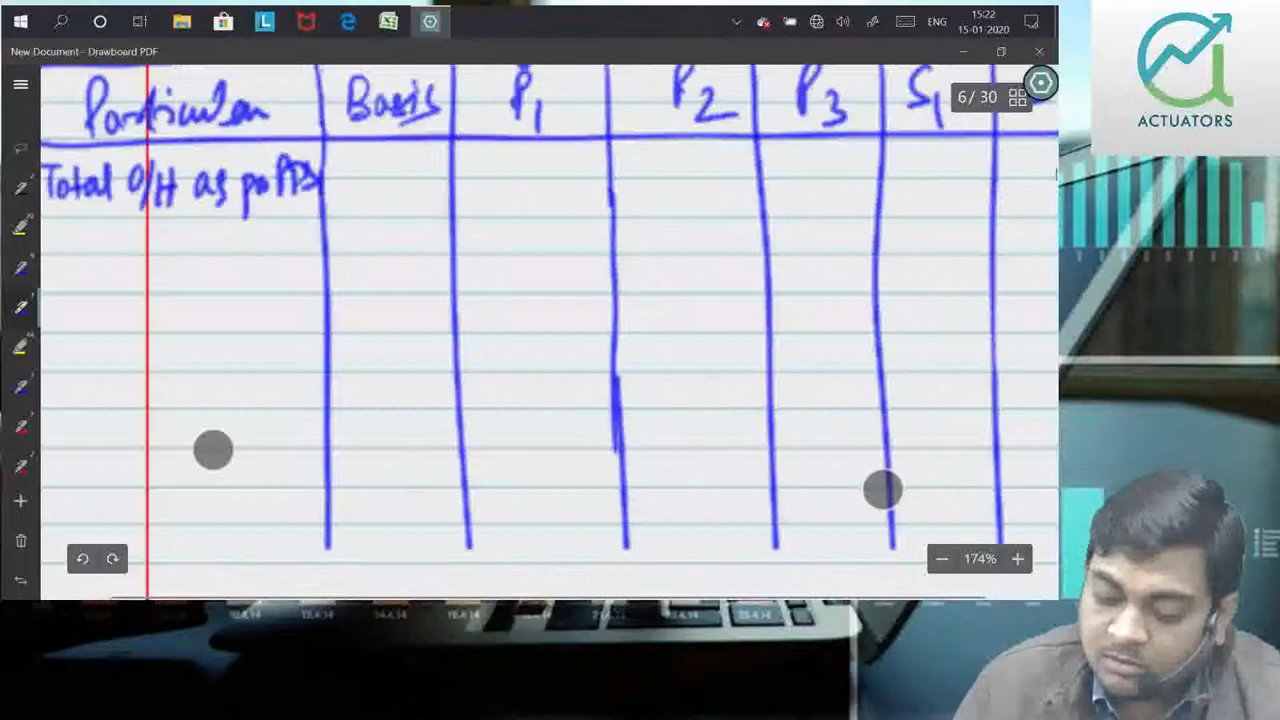 ENG
15:22
15-01-2020
New Document - Drawboard PDF
ACTUATORS
6 / 30
Particulars Basis P1 P2 P3 S1
Total O/H as per PDS
174%